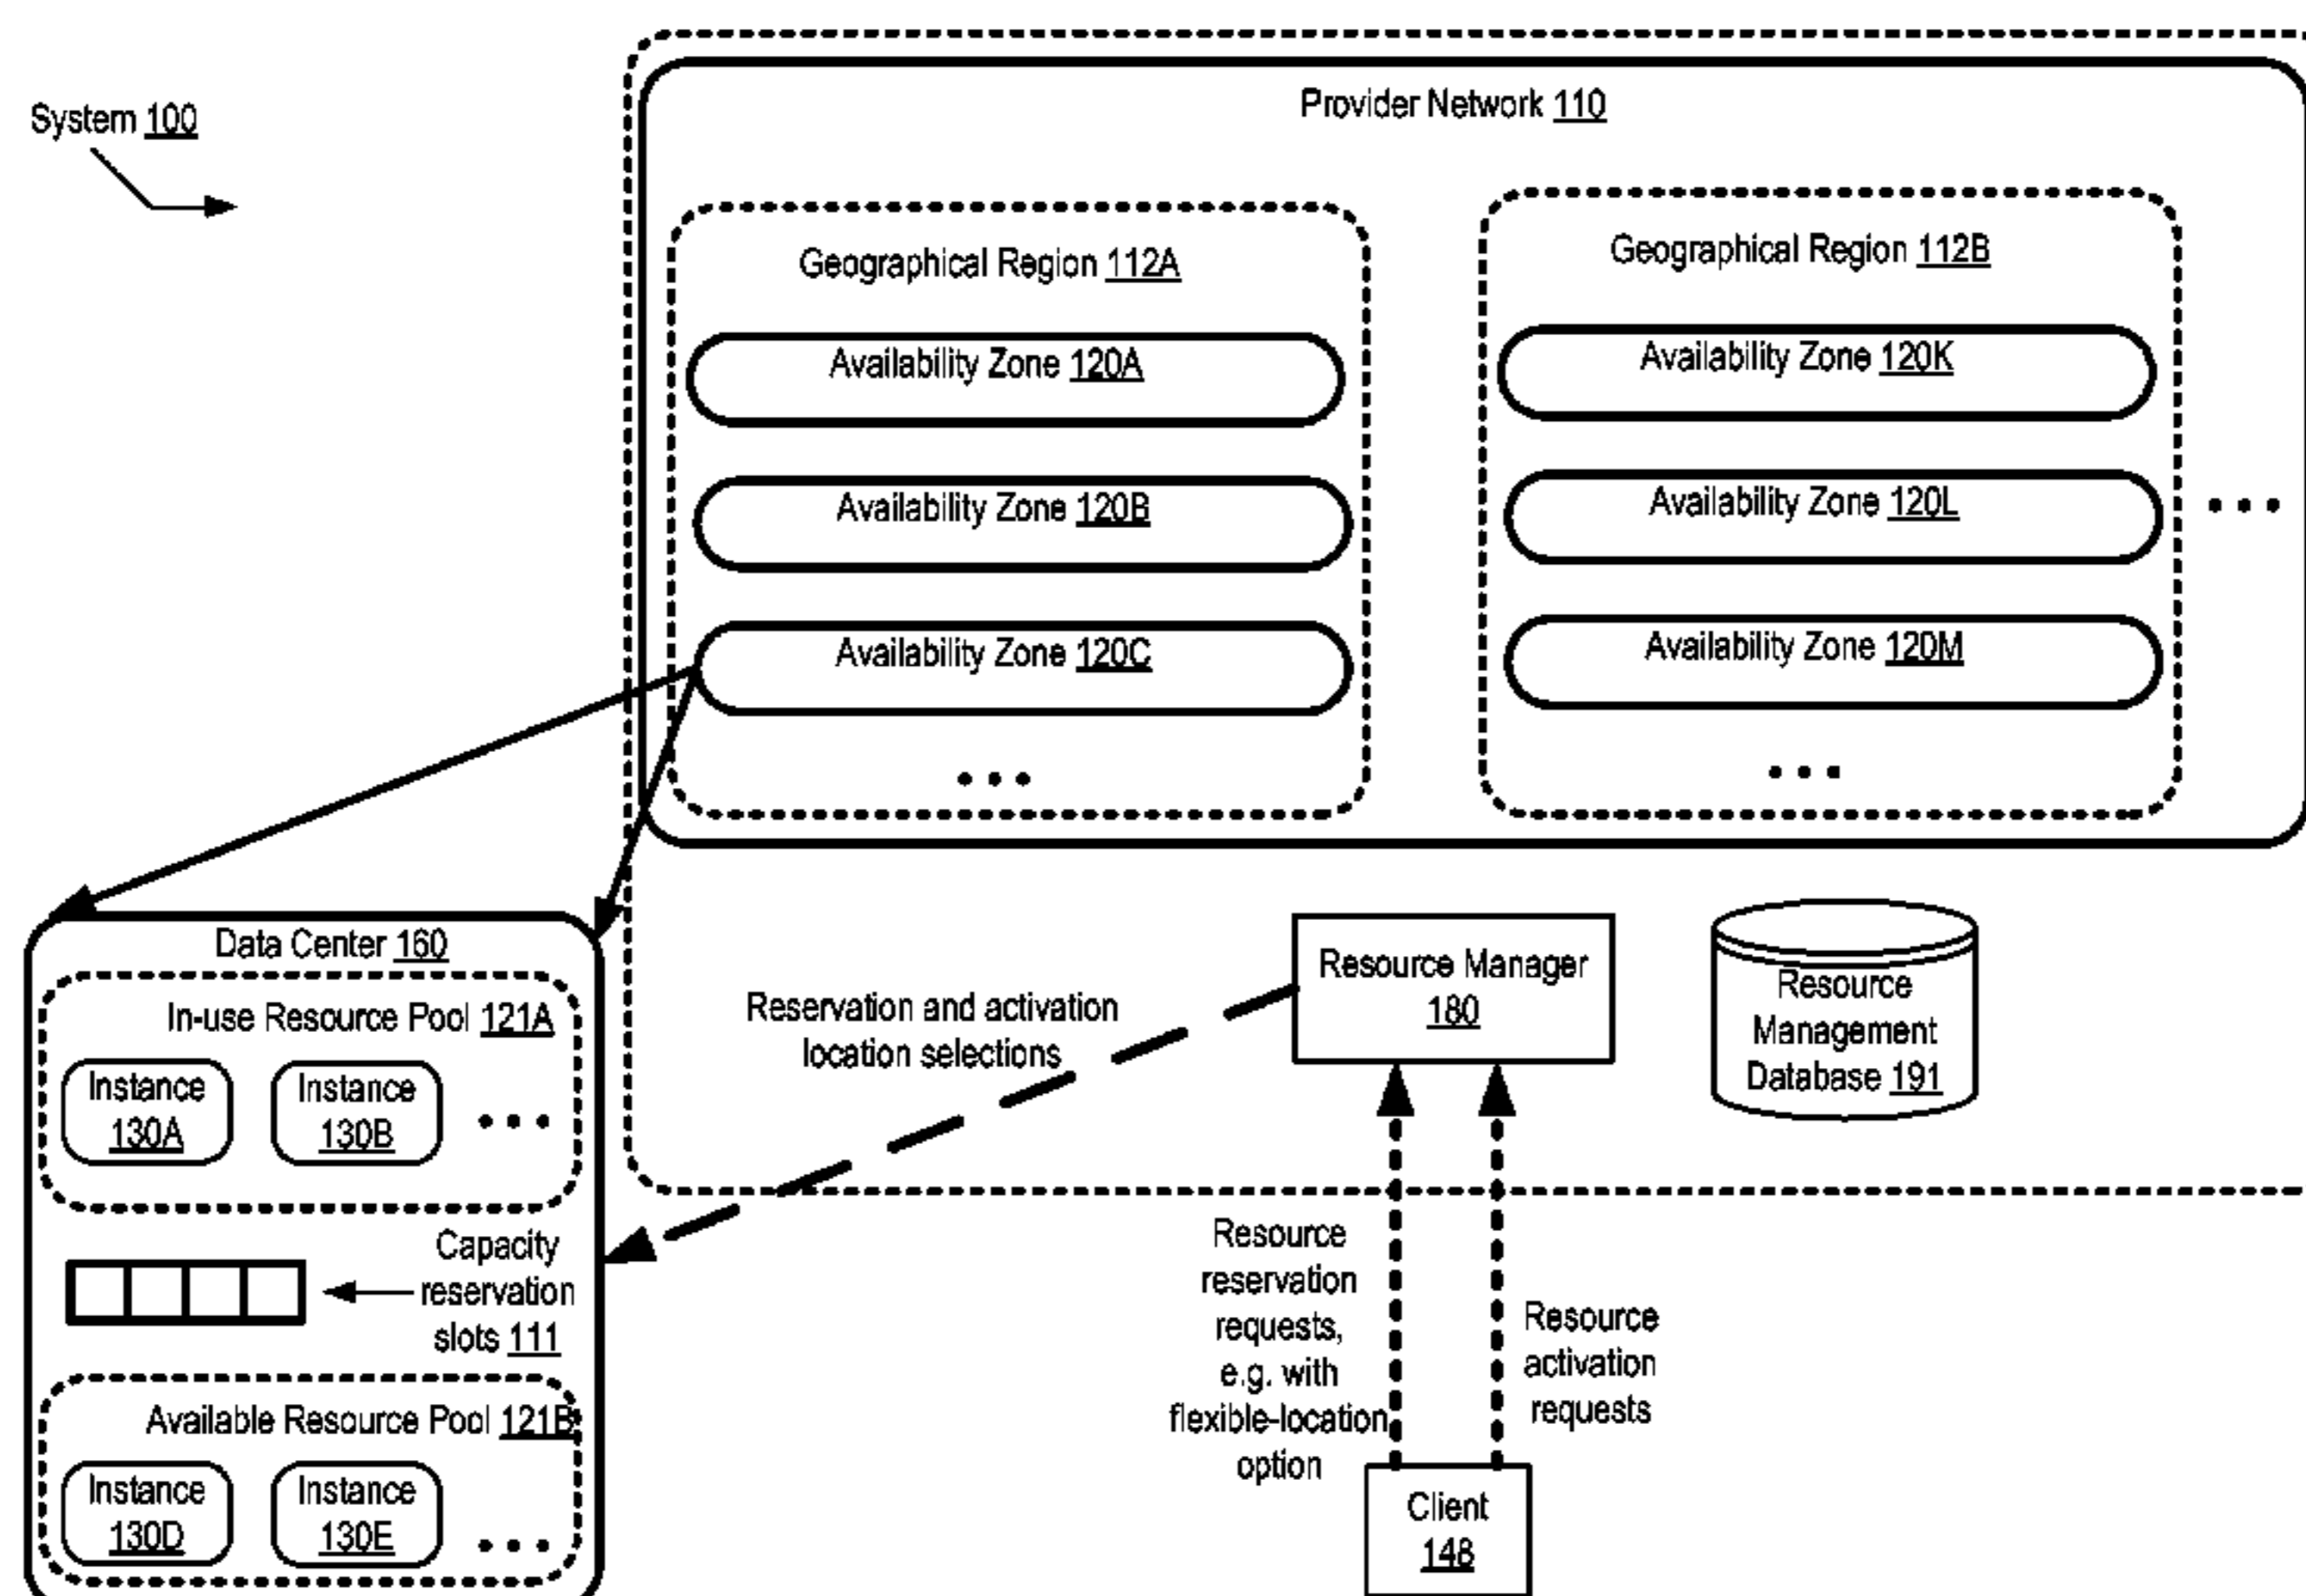 System 100
Provider Network 110
Geographical Region 112A
Availability Zone 120A
Availability Zone 120B
Availability Zone 120C
• • •
Geographical Region 112B
Availability Zone 120K
Availability Zone 120L
Availability Zone 120M
• • •
• • •
Data Center 160
In-use Resource Pool 121A
Instance
130A
Instance
130B
• • •
Capacity
reservation
slots 111
Available Resource Pool 121B
Instance
130D
Instance
130E
• • •
Reservation and activation
location selections
Resource Manager
180
Resource
Management
Database 191
Resource
reservation
requests,
e.g. with
flexible-location
option
Resource
activation
requests
Client
148